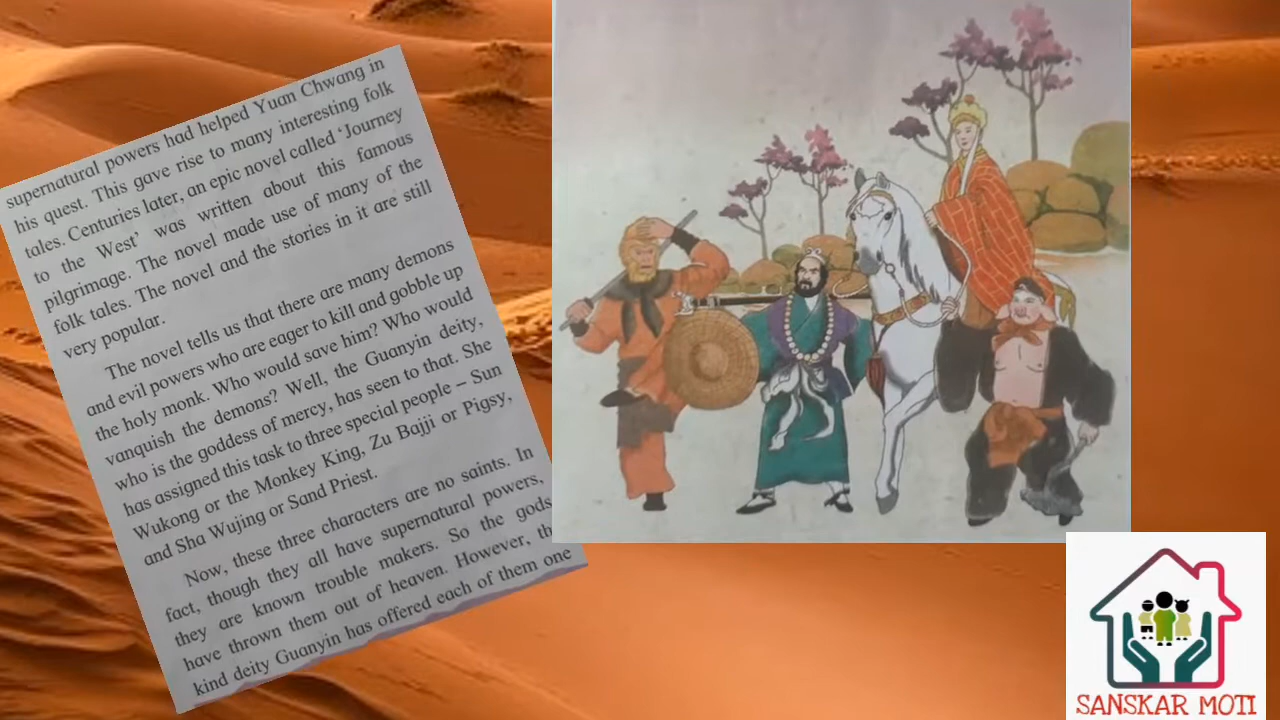 supernatural powers had helped Yuan Chwang in
his quest. This gave rise to many interesting folk
tales. Centuries later, an epic novel called ‘Journey
to the West’ was written about this famous
pilgrimage. The novel made use of many of the
folk tales. The novel and the stories in it are still
very popular.
The novel tells us that there are many demons
and evil powers who are eager to kill and gobble up
the holy monk. Who would save him? Who would
vanquish the demons? Well, the Guanyin deity,
who is the goddess of mercy, has seen to that. She
has assigned this task to three special people – Sun
Wukong or the Monkey King, Zu Bajji or Pigsy,
and Sha Wujing or Sand Priest.
Now, these three characters are no saints. In
fact, though they all have supernatural powers,
they are known trouble makers. So the gods
have thrown them out of heaven. However,
kind deity Guanyin has offered each of them one
SANSKAR MOTI